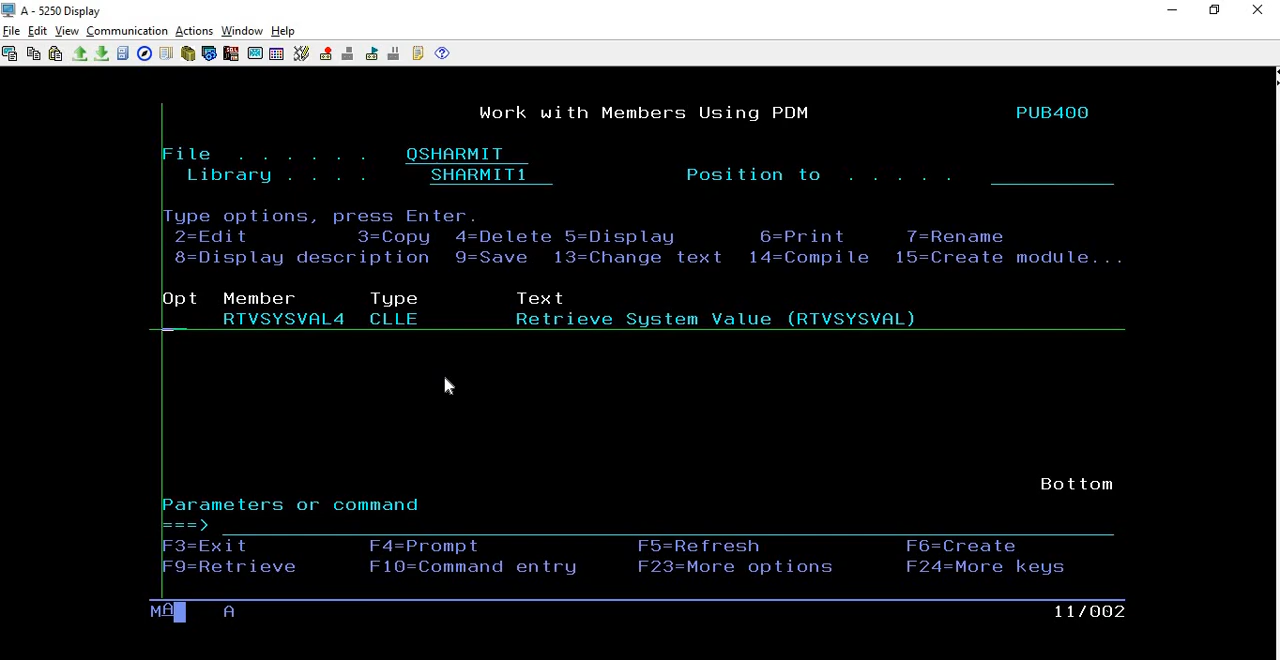 A - 5250 Display
File Edit View Communication Actions Window Help
Work with Members Using PDM PUB400
File . . . . . . QSHARMIT
Library . . . . SHARMIT1 Position to . . . . .
Type options, press Enter.
2=Edit 3=Copy 4=Delete 5=Display 6=Print 7=Rename
8=Display description 9=Save 13=Change text 14=Compile 15=Create module...
Opt Member Type Text
RTVSYSVAL4 CLLE Retrieve System Value (RTVSYSVAL)
Bottom
Parameters or command
===>
F3=Exit F4=Prompt F5=Refresh F6=Create
F9=Retrieve F10=Command entry F23=More options F24=More keys
MA A 11/002